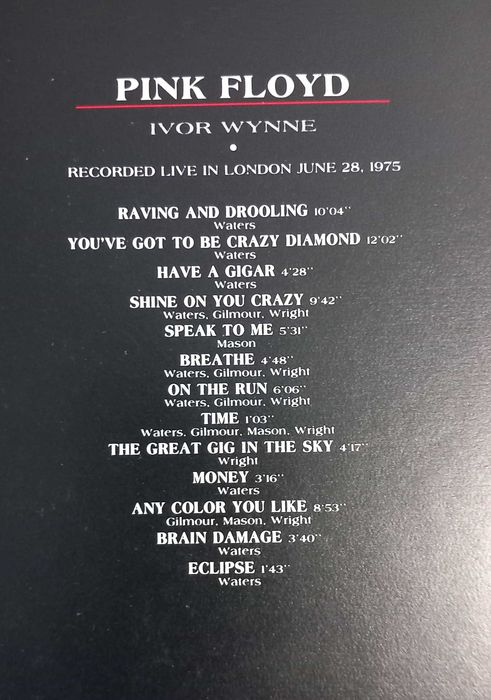 PINK FLOYD
IVOR WYNNE
•
RECORDED LIVE IN LONDON JUNE 28, 1975
RAVING AND DROOLING 10'04''
Waters
YOU'VE GOT TO BE CRAZY DIAMOND 12'02''
Waters
HAVE A GIGAR 4'28''
Waters
SHINE ON YOU CRAZY 9'42''
Waters, Gilmour, Wright
SPEAK TO ME 5'31''
Mason
BREATHE 4'48''
Waters, Gilmour, Wright
ON THE RUN 6'06''
Waters, Gilmour, Wright
TIME 1'03''
Waters, Gilmour, Mason, Wright
THE GREAT GIG IN THE SKY 4'17''
Wright
MONEY 3'16''
Waters
ANY COLOR YOU LIKE 8'53''
Gilmour, Mason, Wright
BRAIN DAMAGE 3'40''
Waters
ECLIPSE 1'43''
Waters